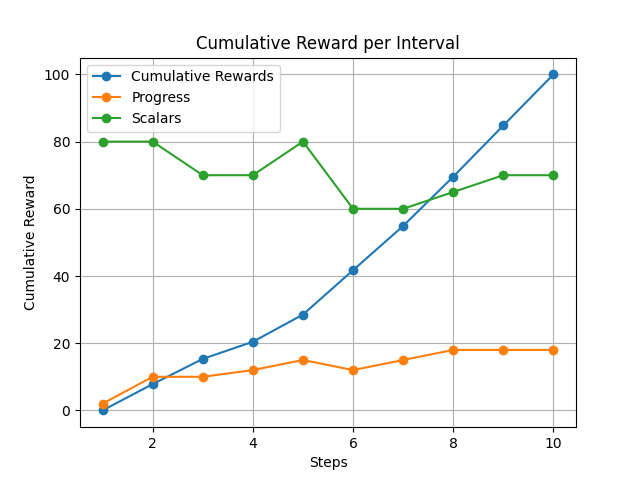 Cumulative Reward per Interval
Cumulative Rewards
Progress
Scalars
Cumulative Reward
100
80
60
40
20
0
2
4
6
8
10
Steps